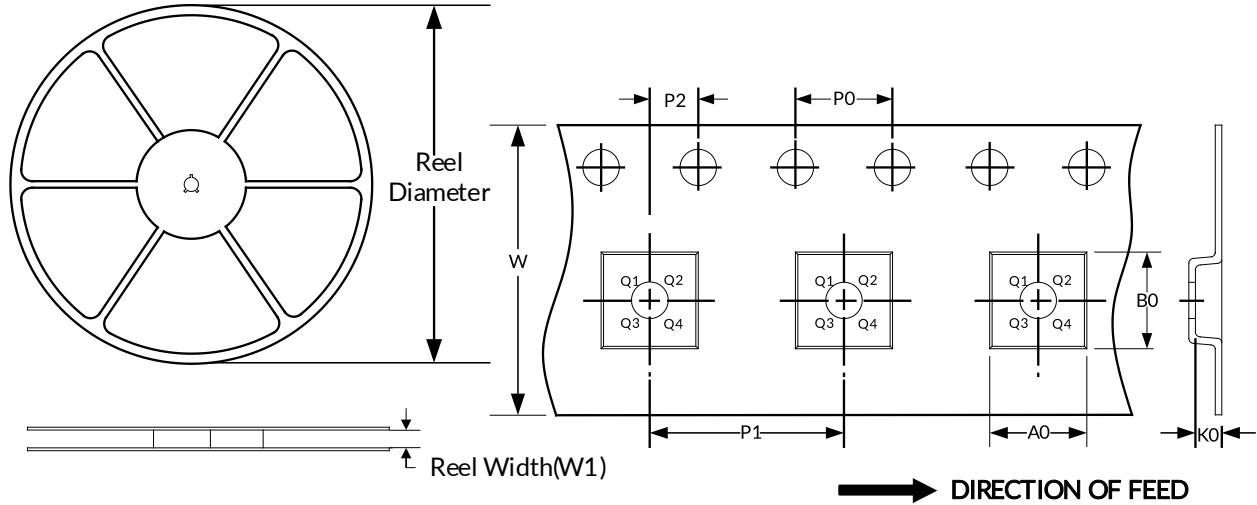 P2
P0
Reel
Diameter
W
Q1 Q2
Q3 Q4
Q1 Q2
Q3 Q4
Q1 Q2
Q3 Q4
B0
P1
A0
K0
Reel Width(W1)
DIRECTION OF FEED